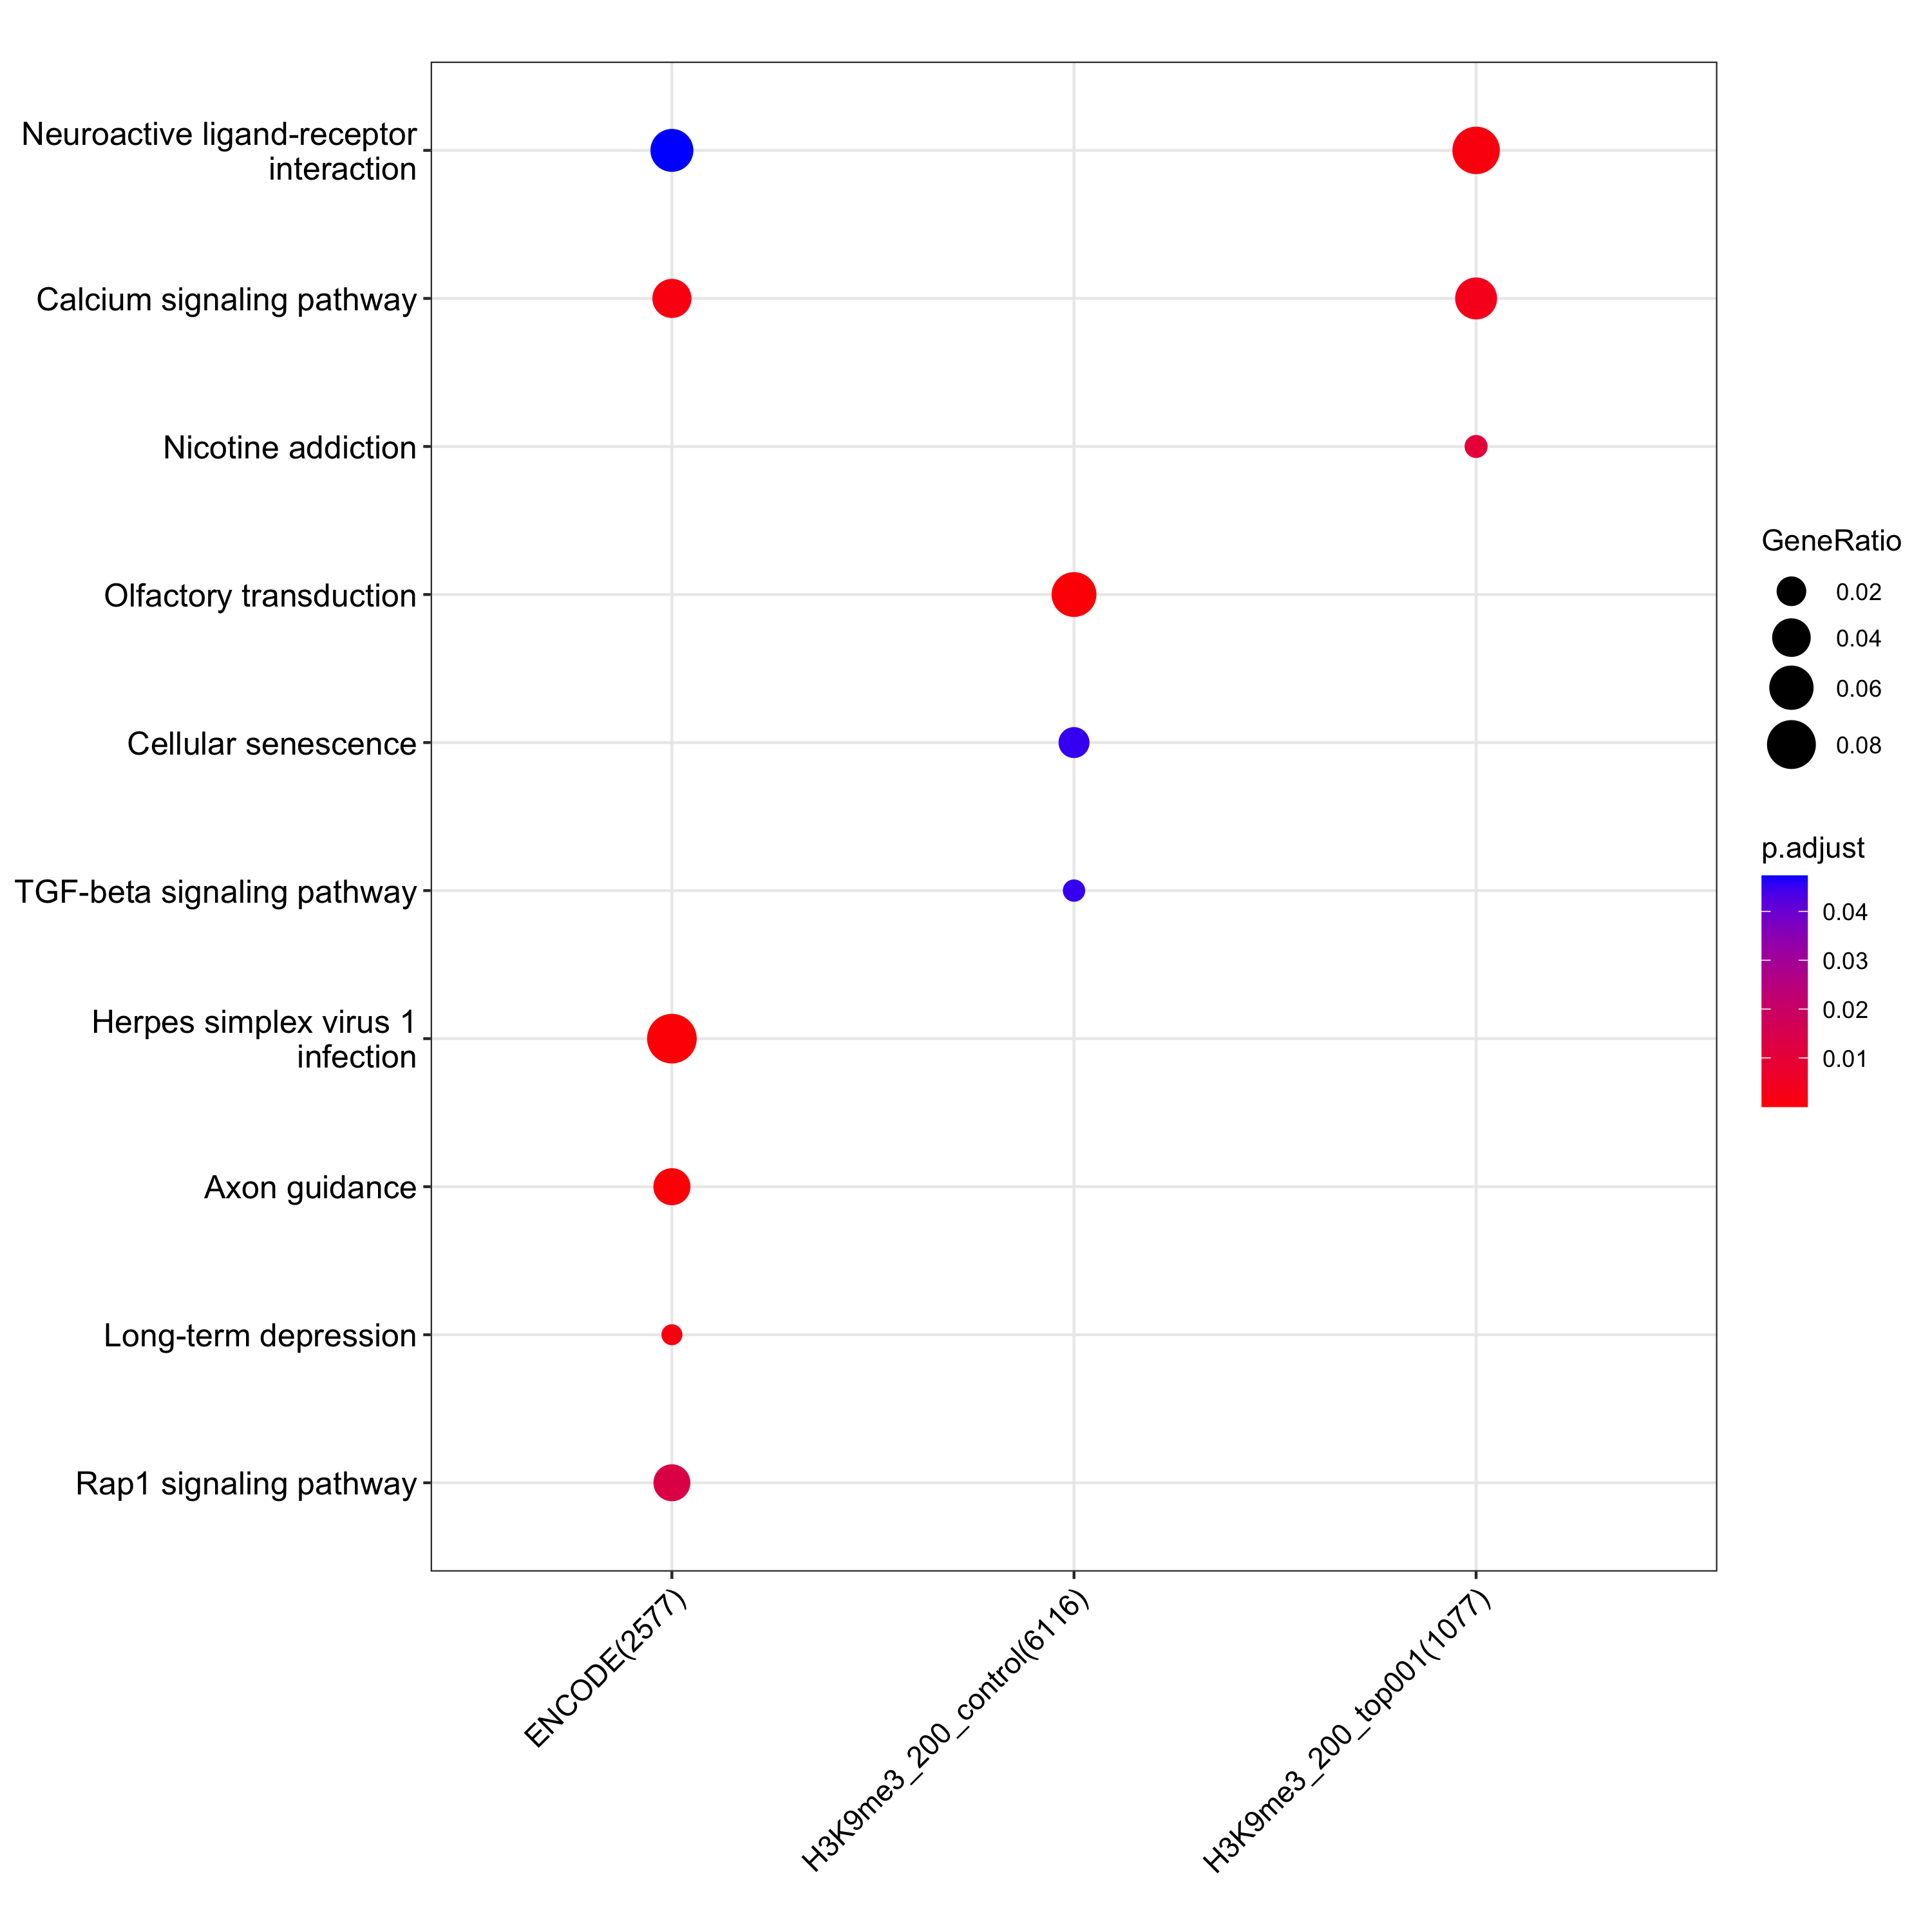 Neuroactive ligand-receptor
interaction
Calcium signaling pathway
Nicotine addiction
Olfactory transduction
Cellular senescence
TGF-beta signaling pathway
Herpes simplex virus 1
infection
Axon guidance
Long-term depression
Rap1 signaling pathway
ENCODE(2577)
H3K9me3_200_control(6116)
H3K9me3_200_top001(1077)
GeneRatio
0.02
0.04
0.06
0.08
p.adjust
0.04
0.03
0.02
0.01